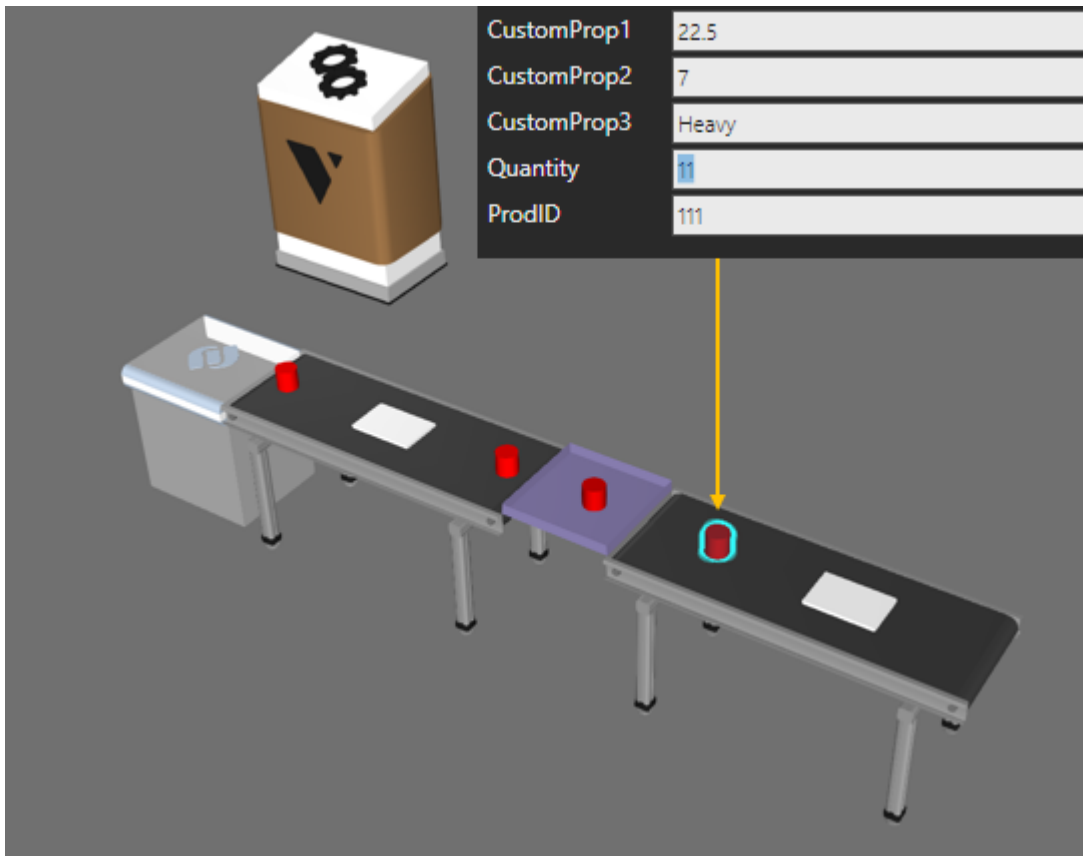 CustomProp1 22.5
CustomProp2 7
CustomProp3 Heavy
Quantity 11
ProdID 111